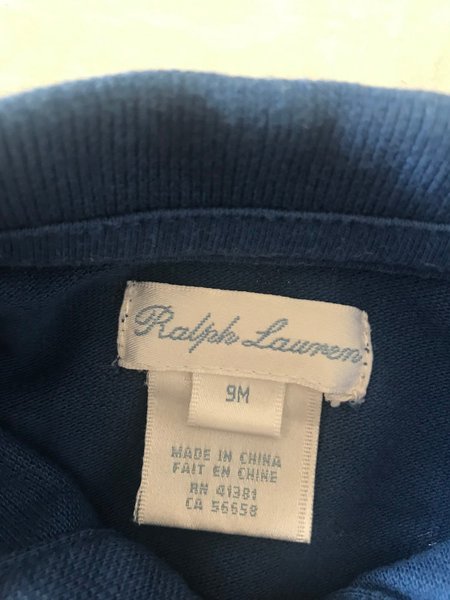 Ralph Lauren
9M
MADE IN CHINA
FAIT EN CHINE
RN 41381
CA 56658